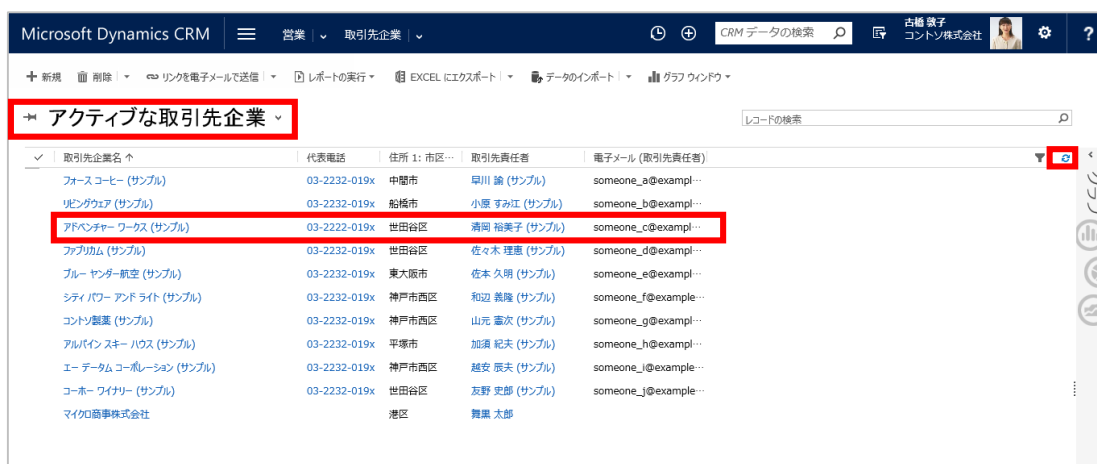 Microsoft Dynamics CRM 営業 取引先企業 CRM データの検索 古橋 敦子
コントソ株式会社 ?
新規 削除 リンクを電子メールで送信 レポートの実行 EXCEL にエクスポート データのインポート グラフ ウィンドウ
アクティブな取引先企業 レコードの検索
取引先企業名 代表電話 住所 1: 市区… 取引先責任者 電子メール (取引先責任者)
フォース コーヒー (サンプル) 03-2232-019x 中間市 早川 諭 (サンプル) someone_a@exampl…
リビングウェア (サンプル) 03-2232-019x 船橋市 小原 すみ江 (サンプル) someone_b@exampl…
アドベンチャー ワークス (サンプル) 03-2222-019x 世田谷区 清岡 裕美子 (サンプル) someone_c@exampl…
ファブリカム (サンプル) 03-2232-019x 世田谷区 佐々木 理恵 (サンプル) someone_d@exampl…
ブルー ヤンダー航空 (サンプル) 03-2232-019x 東大阪市 佐本 久明 (サンプル) someone_e@exampl…
シティ パワー アンド ライト (サンプル) 03-2232-019x 神戸市西区 和辺 義隆 (サンプル) someone_f@example…
コントソ製薬 (サンプル) 03-2232-019x 神戸市西区 山元 憲次 (サンプル) someone_g@exampl…
アルパイン スキー ハウス (サンプル) 03-2232-019x 平塚市 加須 紀夫 (サンプル) someone_h@exampl…
エー データム コーポレーション (サンプル) 03-2232-019x 神戸市西区 越安 辰夫 (サンプル) someone_i@example…
コーホー ワイナリー (サンプル) 03-2232-019x 世田谷区 友野 史郎 (サンプル) someone_j@example…
マイクロ商事株式会社 港区 舞黒 太郎